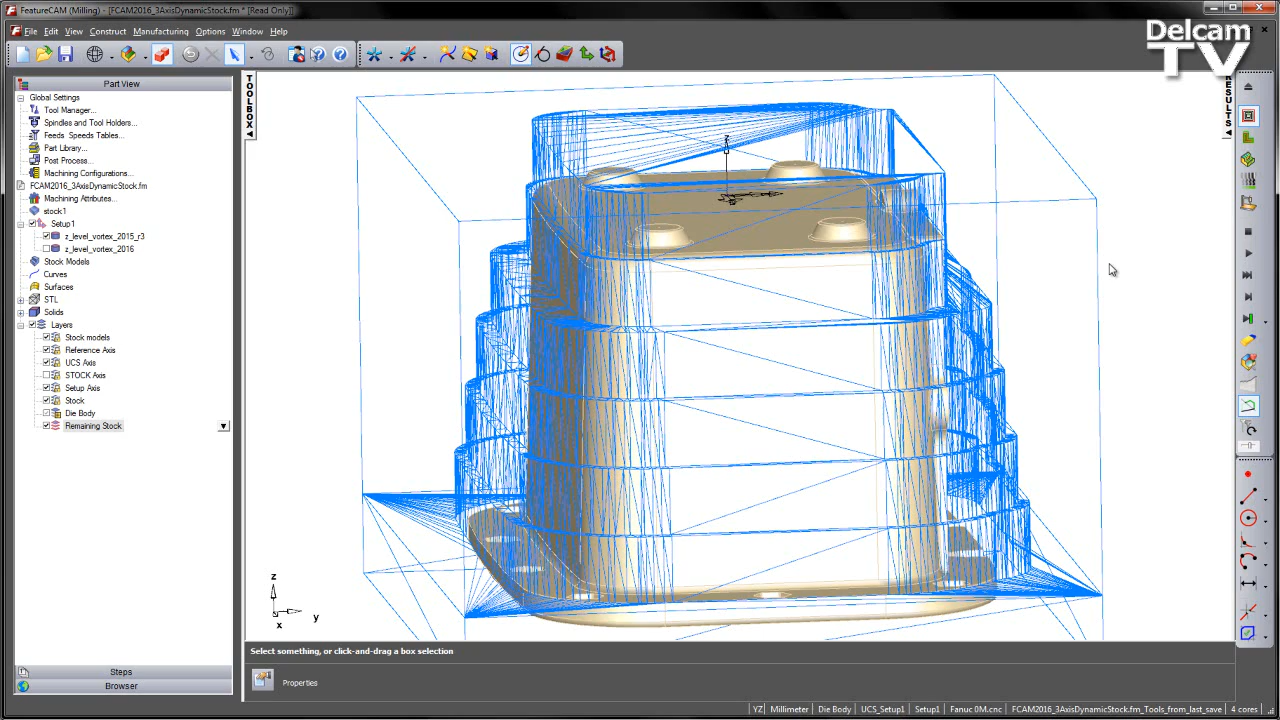 FeatureCAM (Milling) - [FCAM2016_3AxisDynamicStock.fm * [Read Only]]
File Edit View Construct Manufacturing Options Window Help
Delcam
TV
Part View
Global Settings
Tool Manager...
Spindles and Tool Holders...
Feeds Speeds Tables...
Part Library...
Post Process...
Machining Configurations...
FCAM2016_3AxisDynamicStock.fm
Machining Attributes...
stock1
Setup1
z_level_vortex_2015_r3
z_level_vortex_2016
Stock Models
Curves
Surfaces
STL
Solids
Layers
Stock models
Reference Axis
UCS Axis
STOCK Axis
Setup Axis
Stock
Die Body
Remaining Stock
Steps
Browser
TOOLBOX
RESULTS
z
z
y
x
Select something, or click-and-drag a box selection
Properties
YZ Millimeter Die Body UCS_Setup1 Setup1 Fanuc 0M.cnc FCAM2016_3AxisDynamicStock.fm_Tools_from_last_save 4 cores